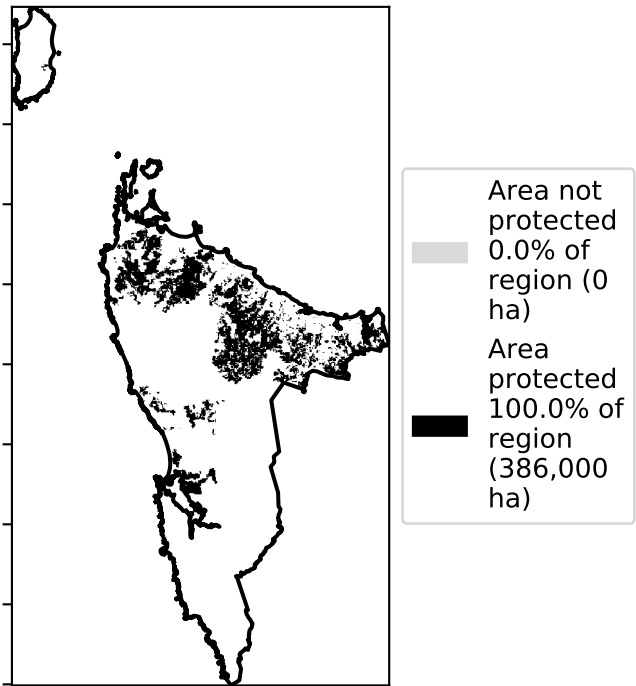 Area not
protected
0.0% of
region (0
ha)
Area
protected
100.0% of
region
(386,000
ha)